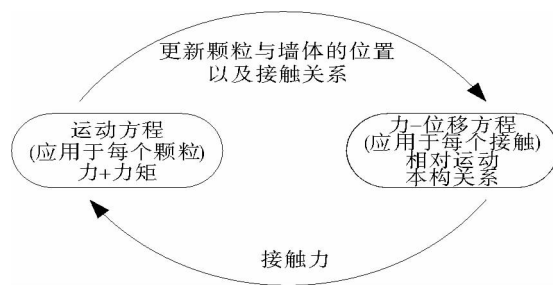 更新颗粒与墙体的位置
以及接触关系
运动方程
(应用于每个颗粒)
力+力矩
力-位移方程
(应用于每个接触)
相对运动
本构关系
接触力